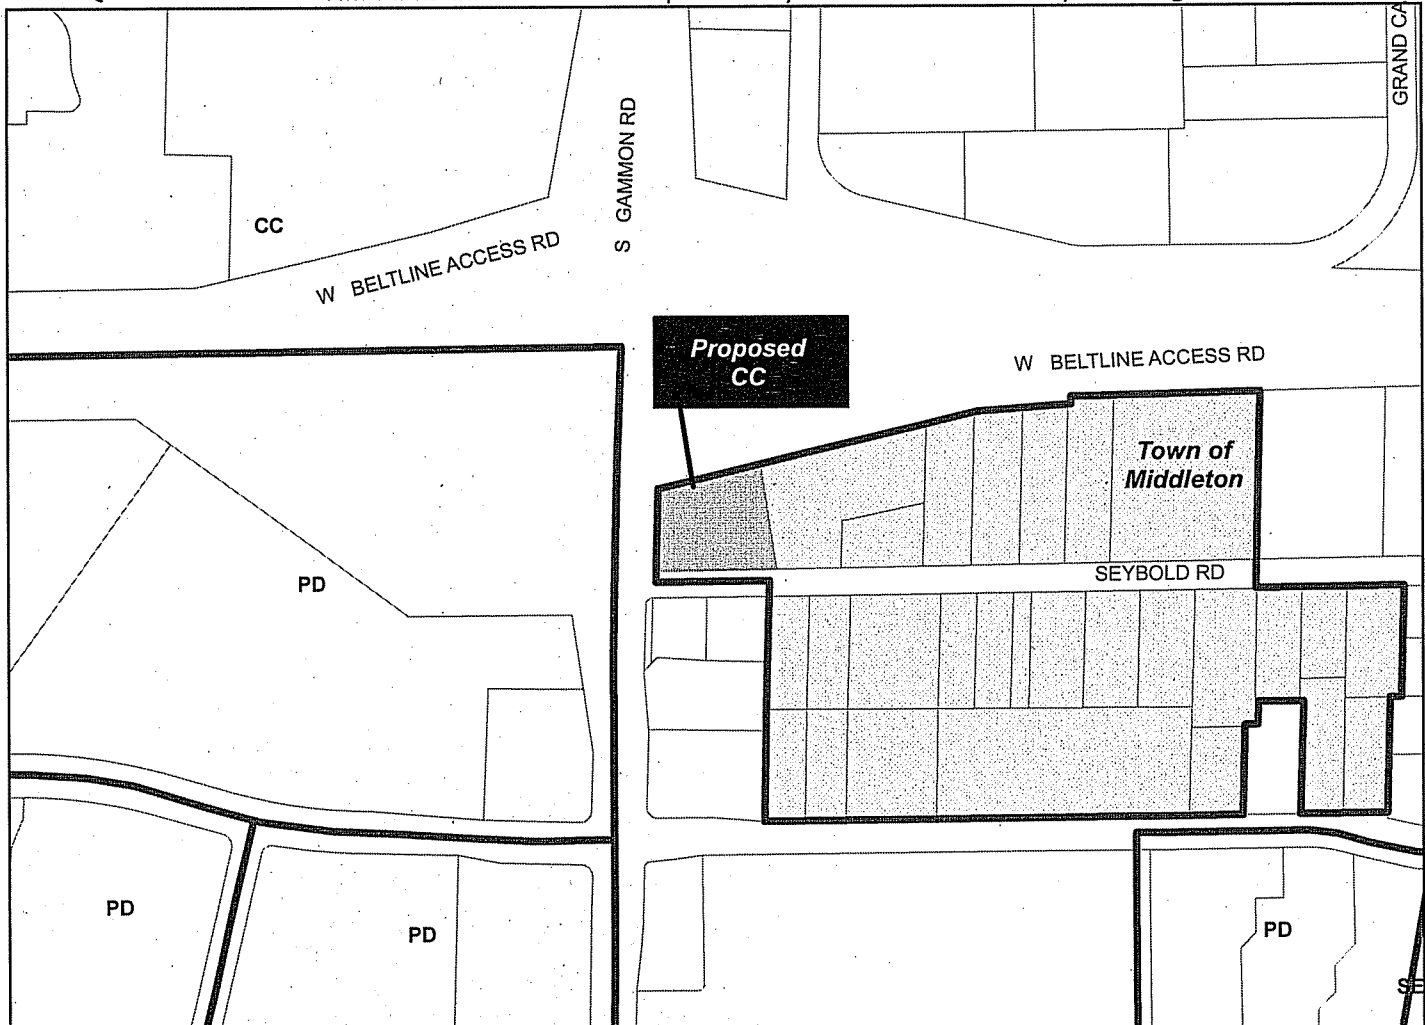 GRAND CA
S GAMMON RD
CC
W BELTLINE ACCESS RD
Proposed
CC
W BELTLINE ACCESS RD
Town of
Middleton
SEYBOLD RD
PD
PD
PD
PD
SE